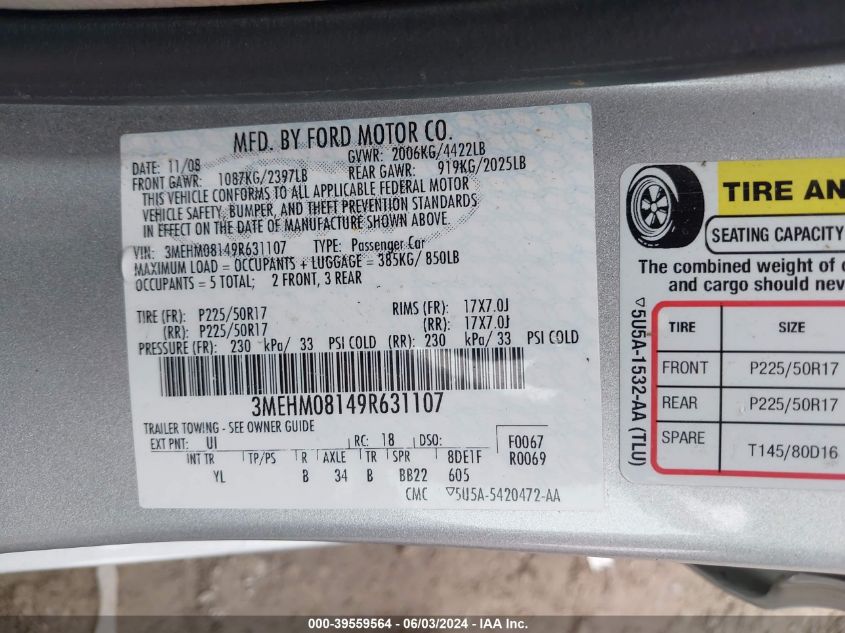 MFD. BY FORD MOTOR CO.
DATE: 11/08 GVWR: 2006KG/4422LB
FRONT GAWR: 1087KG/2397LB REAR GAWR: 919KG/2025LB
THIS VEHICLE CONFORMS TO ALL APPLICABLE FEDERAL MOTOR
VEHICLE SAFETY, BUMPER, AND THEFT PREVENTION STANDARDS
IN EFFECT ON THE DATE OF MANUFACTURE SHOWN ABOVE.
VIN: 3MEHM08149R631107 TYPE: Passenger Car
MAXIMUM LOAD = OCCUPANTS + LUGGAGE = 385KG/ 850LB
OCCUPANTS = 5 TOTAL; 2 FRONT, 3 REAR
TIRE (FR): P225/50R17 RIMS (FR): 17X7.0J
(RR): P225/50R17 (RR): 17X7.0J
PRESSURE (FR): 230 kPa/ 33 PSI COLD (RR): 230 kPa/ 33 PSI COLD
3MEHM08149R631107
TRAILER TOWING - SEE OWNER GUIDE
EXT PNT: UI RC: 18 DSO: F0067
INT TR TP/PS R AXLE TR SPR 8DE1F R0069
YL B 34 B BB22 605
CMC ▽5U5A-5420472-AA
TIRE AN
SEATING CAPACITY
The combined weight of
and cargo should nev
▽5U5A-1532-AA (TLU)
TIRE SIZE
FRONT P225/50R17
REAR P225/50R17
SPARE T145/80D16
000-39559564 - 06/03/2024 - IAA Inc.